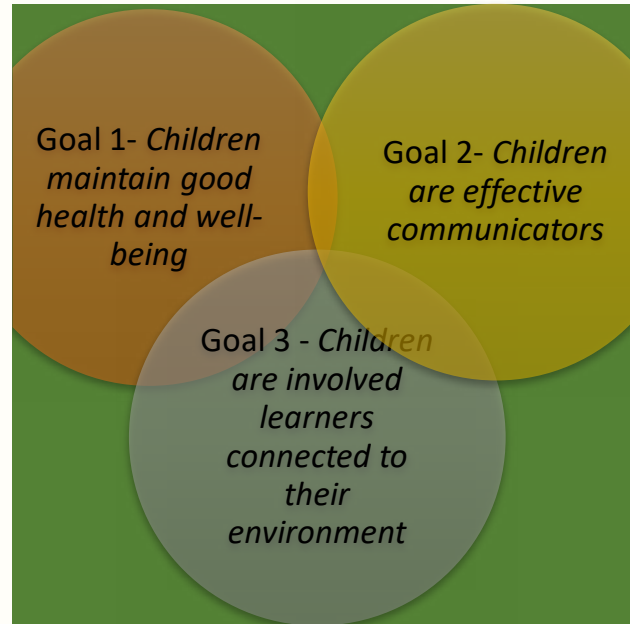 Goal 1- Children
maintain good
health and well-
being
Goal 2- Children
are effective
communicators
Goal 3 - Children
are involved
learners
connected to
their
environment